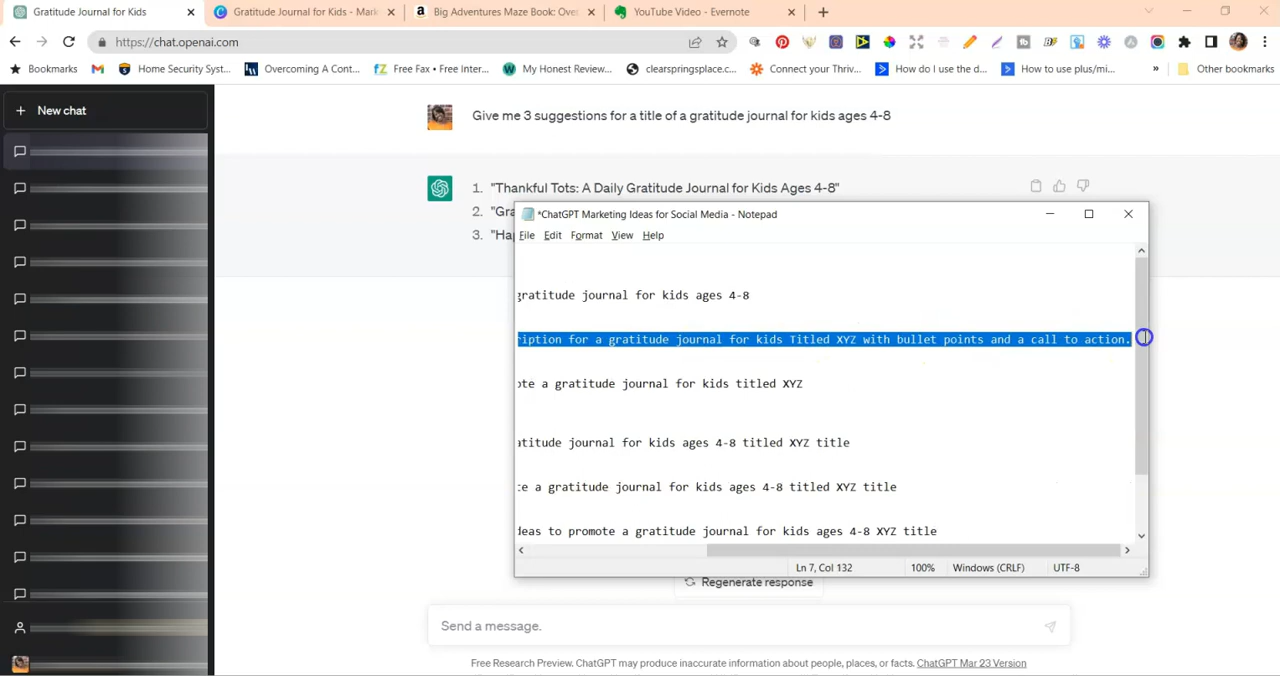 Gratitude Journal for Kids
Gratitude Journal for Kids - Mark
Big Adventures Maze Book: Ove
YouTube Video - Evernote
https://chat.openai.com
Bookmarks
Home Security Syst...
Overcoming A Cont...
Free Fax • Free Inter...
My Honest Review...
clearspringsplace.c...
Connect your Thriv...
How do I use the d...
How to use plus/mi...
»
Other bookmarks
+ New chat
Give me 3 suggestions for a title of a gratitude journal for kids ages 4-8
1. "Thankful Tots: A Daily Gratitude Journal for Kids Ages 4-8"
2. "Gra
3. "Hap
*ChatGPT Marketing Ideas for Social Media - Notepad
File Edit Format View Help
gratitude journal for kids ages 4-8
ription for a gratitude journal for kids Titled XYZ with bullet points and a call to action.
ote a gratitude journal for kids titled XYZ
atitude journal for kids ages 4-8 titled XYZ title
te a gratitude journal for kids ages 4-8 titled XYZ title
deas to promote a gratitude journal for kids ages 4-8 XYZ title
Ln 7, Col 132 100% Windows (CRLF) UTF-8
Regenerate response
Send a message.
Free Research Preview. ChatGPT may produce inaccurate information about people, places, or facts. ChatGPT Mar 23 Version